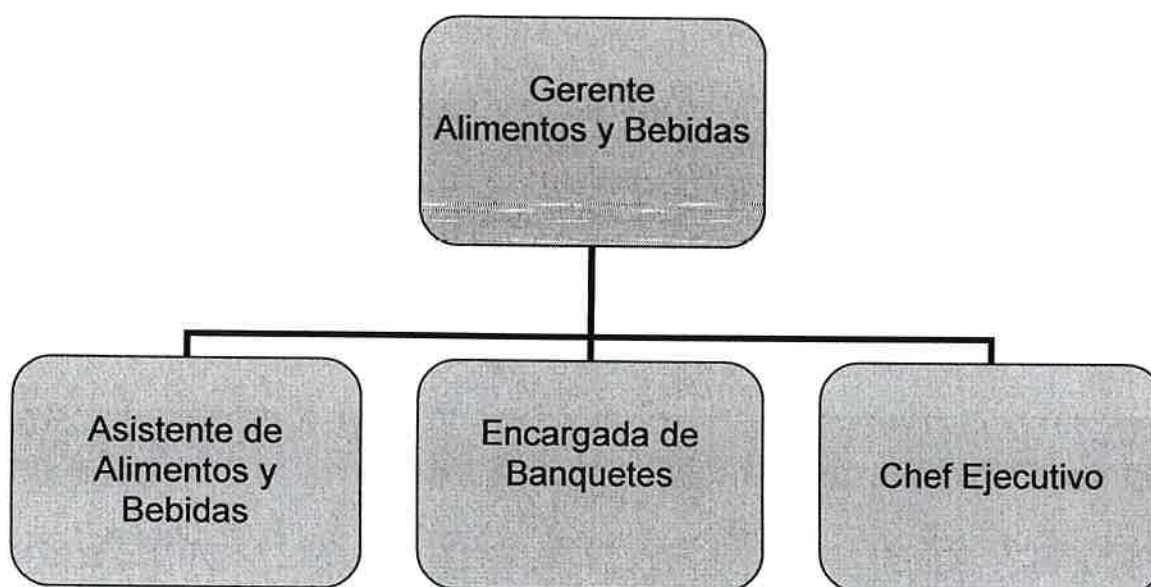 Gerente
Alimentos y Bebidas
Asistente de
Alimentos y
Bebidas
Encargada de
Banquetes
Chef Ejecutivo